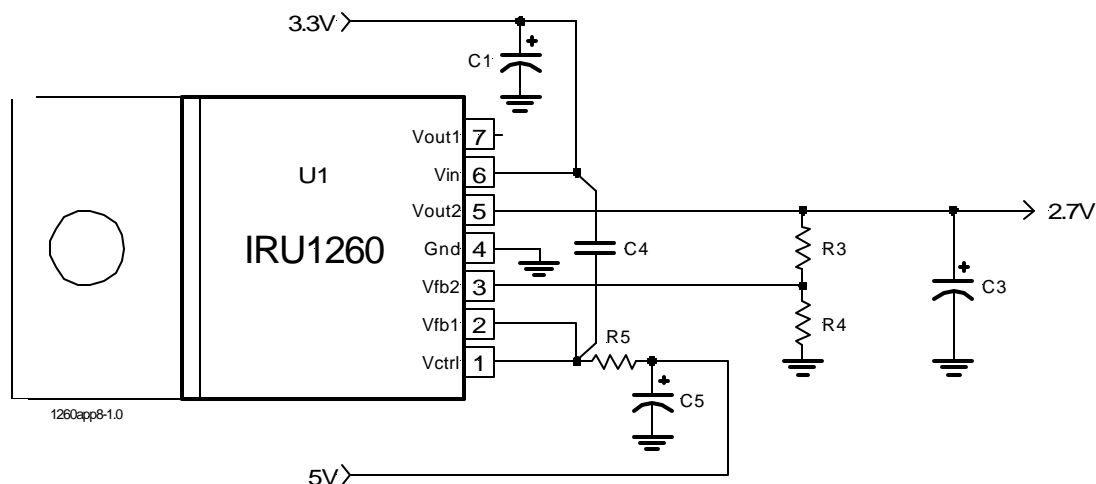 3.3V
+
C1
Vout1 7
U1
Vin 6
Vout2 5
2.7V
IRU1260
Gnd 4
C4
R3
+
C3
Vfb2 3
R4
Vfb1 2
R5
Vctrl 1
+
C5
1260app8-1.0
5V